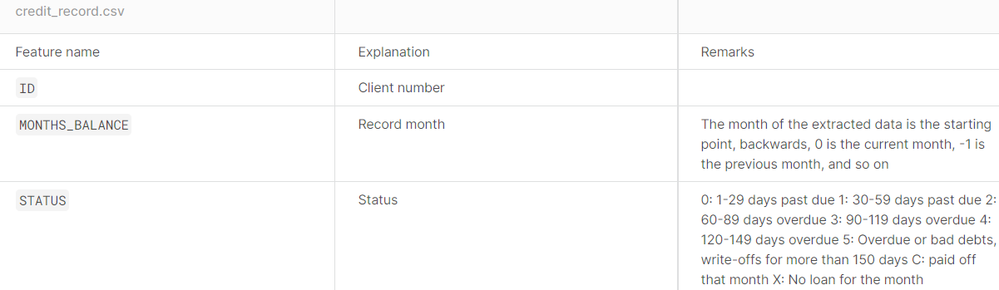 credit_record.csv
Feature name Explanation Remarks
ID Client number
MONTHS_BALANCE Record month The month of the extracted data is the starting
point, backwards, 0 is the current month, -1 is
the previous month, and so on
STATUS Status 0: 1-29 days past due 1: 30-59 days past due 2:
60-89 days overdue 3: 90-119 days overdue 4:
120-149 days overdue 5: Overdue or bad debts,
write-offs for more than 150 days C: paid off
that month X: No loan for the month